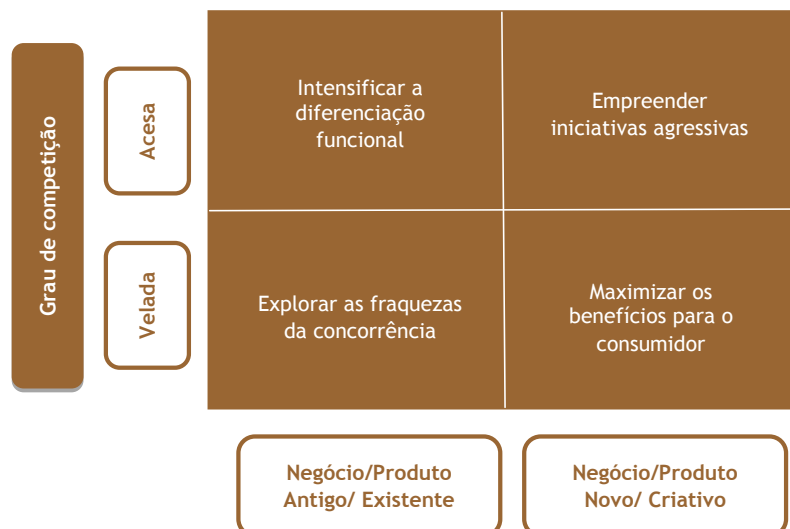 Grau de competição
Acesa
Intensificar a
diferenciação
funcional
Empreender
iniciativas agressivas
Velada
Explorar as fraquezas
da concorrência
Maximizar os
benefícios para o
consumidor
Negócio/Produto
Antigo/ Existente
Negócio/Produto
Novo/ Criativo